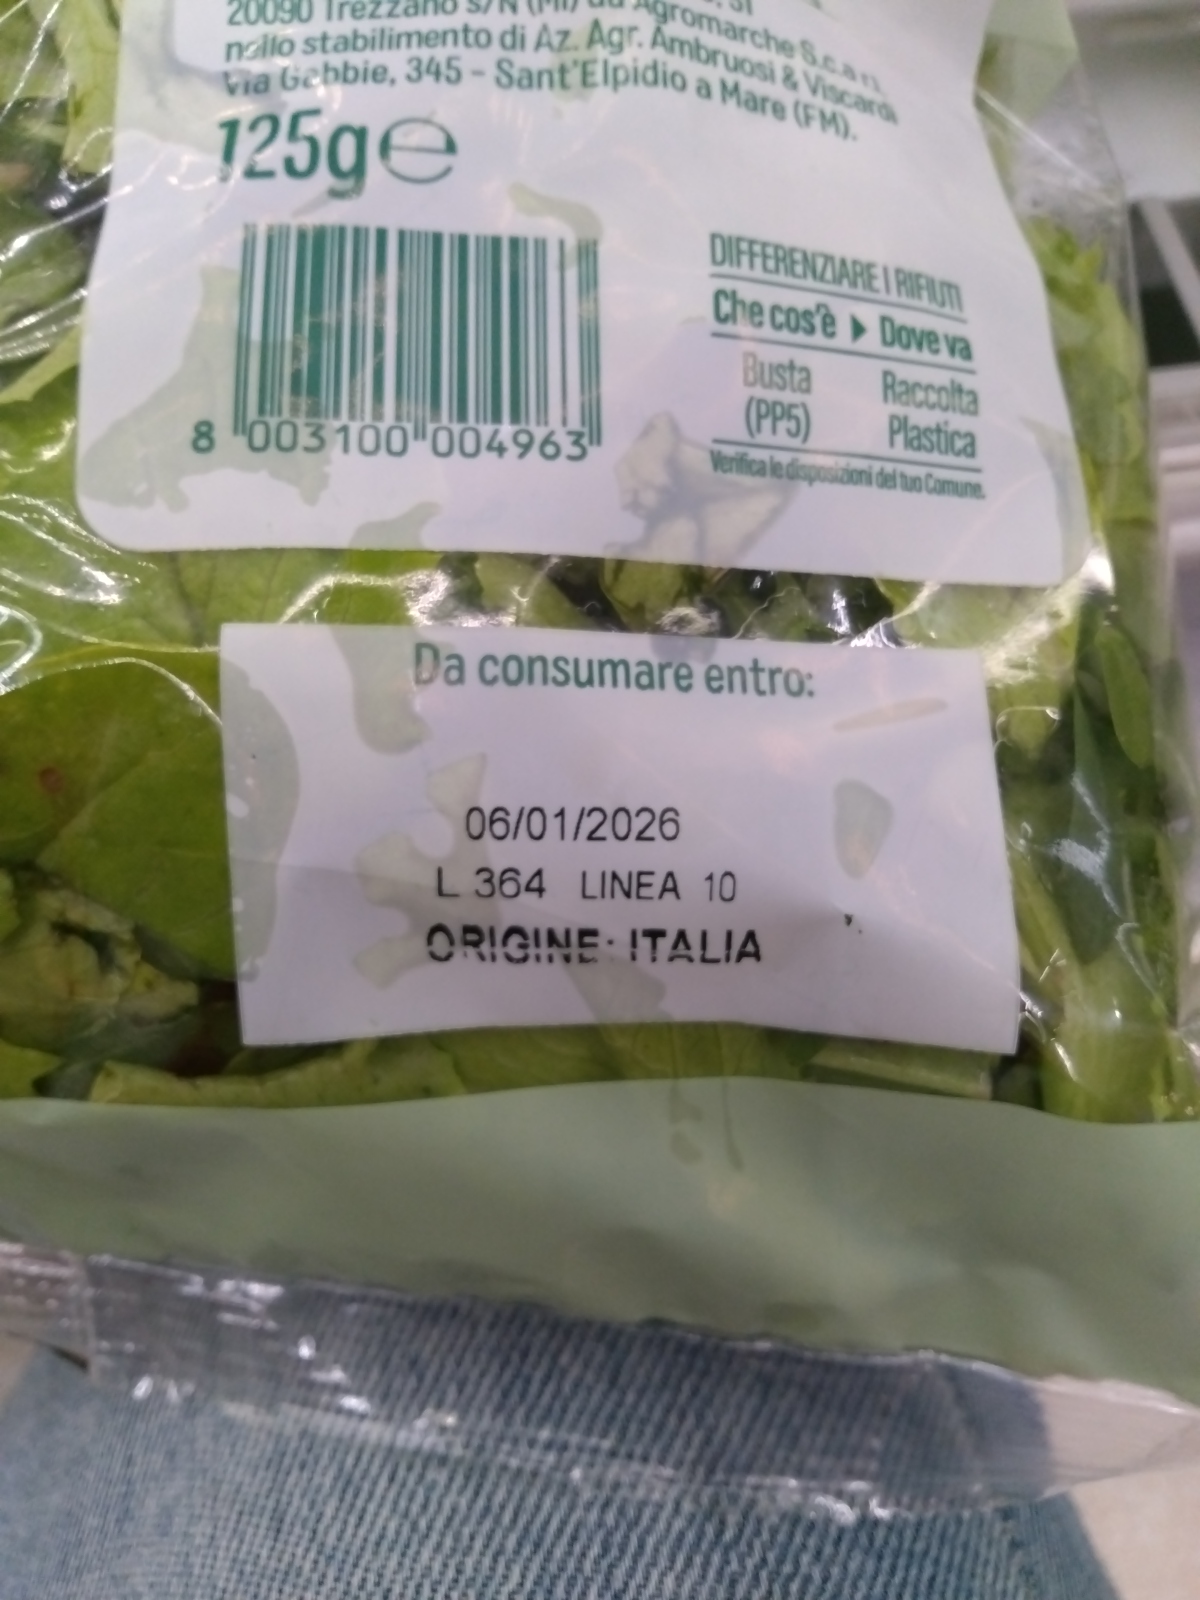 20090 Trezzano s/N (MI) da Agromarche S.c.a r.l.
nello stabilimento di Az. Agr. Ambruosi & Viscardi
Via Gabbie, 345 - Sant'Elpidio a Mare (FM).
125g ℮
8 003100 004963
DIFFERENZIARE I RIFIUTI
Che cos'è ▶ Dove va
Busta Raccolta
(PP5) Plastica
Verifica le disposizioni del tuo Comune.
Da consumare entro:
06/01/2026
L 364 LINEA 10
ORIGINE: ITALIA